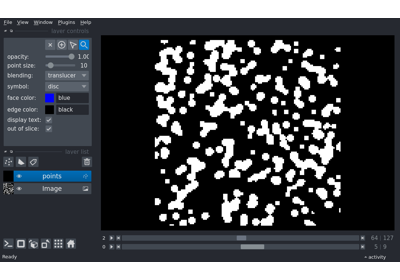 File View Window Plugins Help
layer controls
opacity: 1.00
point size: 10
blending: translucer
symbol: disc
face color: blue
edge color: black
display text:
out of slice:
layer list
points
Image
2 64 127
0 5 9
Ready activity